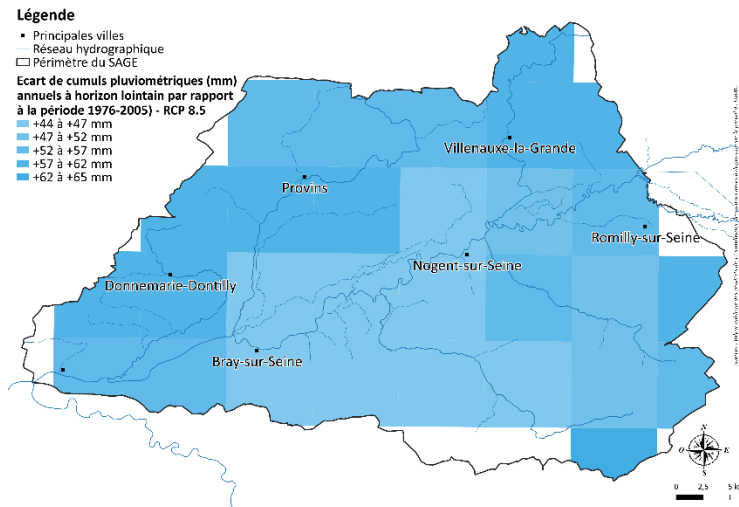 Légende
Principales villes
Réseau hydrographique
Périmètre du SAGE
Ecart de cumuls pluviométriques (mm)
annuels à horizon lointain par rapport
à la période 1976-2005) - RCP 8.5
+44 à +47 mm
+47 à +52 mm
+52 à +57 mm
+57 à +62 mm
+62 à +65 mm
Villenauxe-la-Grande
Provins
Romilly-sur-Seine
Nogent-sur-Seine
Donnemarie-Dontilly
Bray-sur-Seine
N
O
E
S
0 2,5 5 k